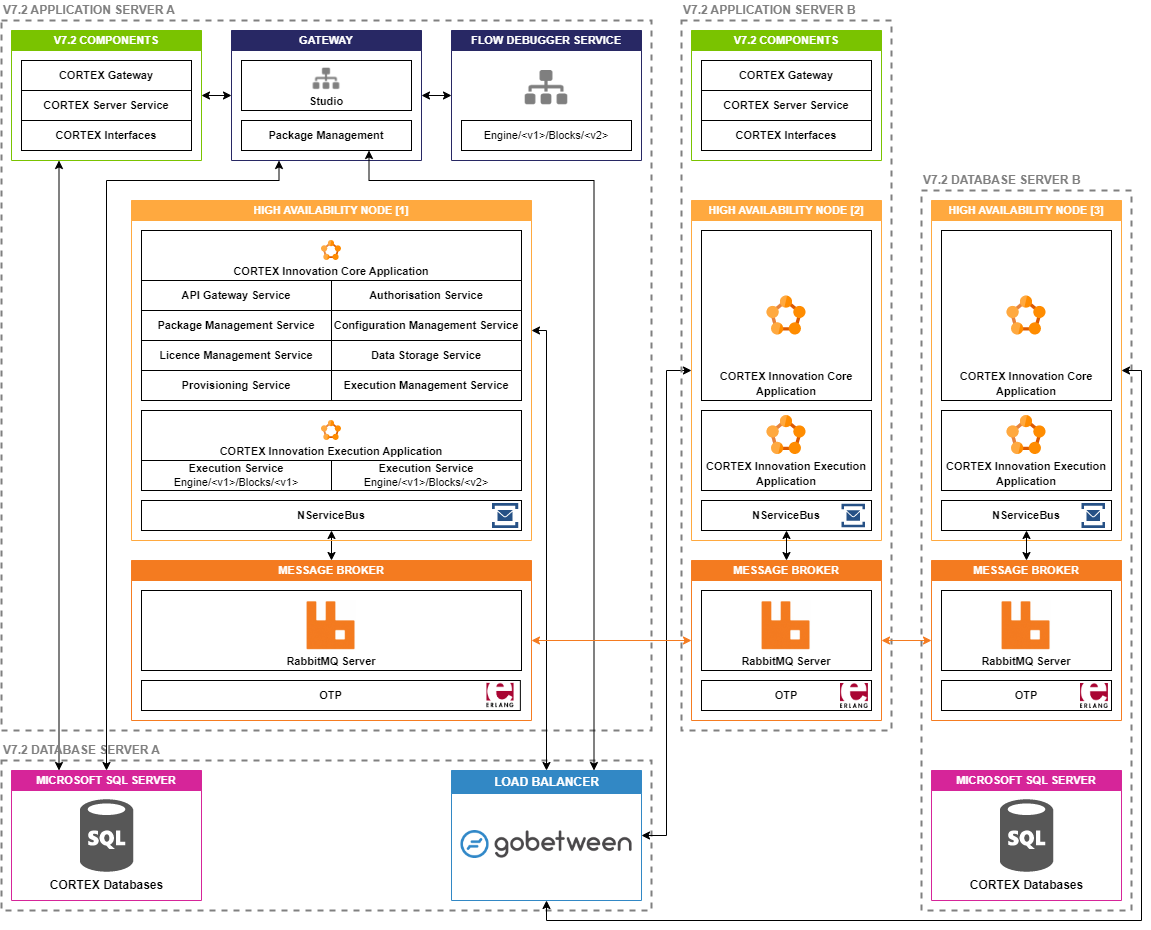 V7.2 APPLICATION SERVER A
V7.2 COMPONENTS
CORTEX Gateway
CORTEX Server Service
CORTEX Interfaces
GATEWAY
Studio
Package Management
FLOW DEBUGGER SERVICE
Engine/<v1>/Blocks/<v2>
HIGH AVAILABILITY NODE [1]
CORTEX Innovation Core Application
API Gateway Service
Authorisation Service
Package Management Service
Configuration Management Service
Licence Management Service
Data Storage Service
Provisioning Service
Execution Management Service
CORTEX Innovation Execution Application
Execution Service
Engine/<v1>/Blocks/<v1>
Execution Service
Engine/<v1>/Blocks/<v2>
NServiceBus
MESSAGE BROKER
RabbitMQ Server
OTP
ERLANG
V7.2 APPLICATION SERVER B
V7.2 COMPONENTS
CORTEX Gateway
CORTEX Server Service
CORTEX Interfaces
HIGH AVAILABILITY NODE [2]
CORTEX Innovation Core
Application
CORTEX Innovation Execution
Application
NServiceBus
MESSAGE BROKER
RabbitMQ Server
OTP
ERLANG
V7.2 DATABASE SERVER B
HIGH AVAILABILITY NODE [3]
CORTEX Innovation Core
Application
CORTEX Innovation Execution
Application
NServiceBus
MESSAGE BROKER
RabbitMQ Server
OTP
ERLANG
MICROSOFT SQL SERVER
SQL
CORTEX Databases
V7.2 DATABASE SERVER A
MICROSOFT SQL SERVER
SQL
CORTEX Databases
LOAD BALANCER
gobetween